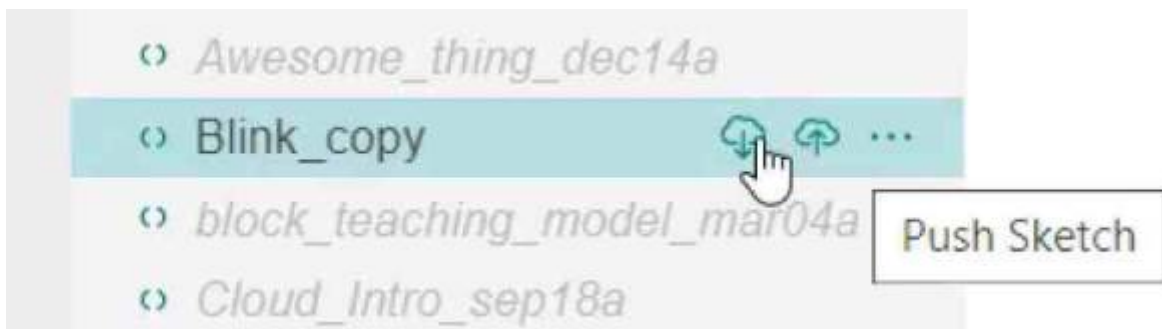 Awesome_thing_dec14a
Blink_copy
block_teaching_model_mar04a
Push Sketch
Cloud_Intro_sep18a